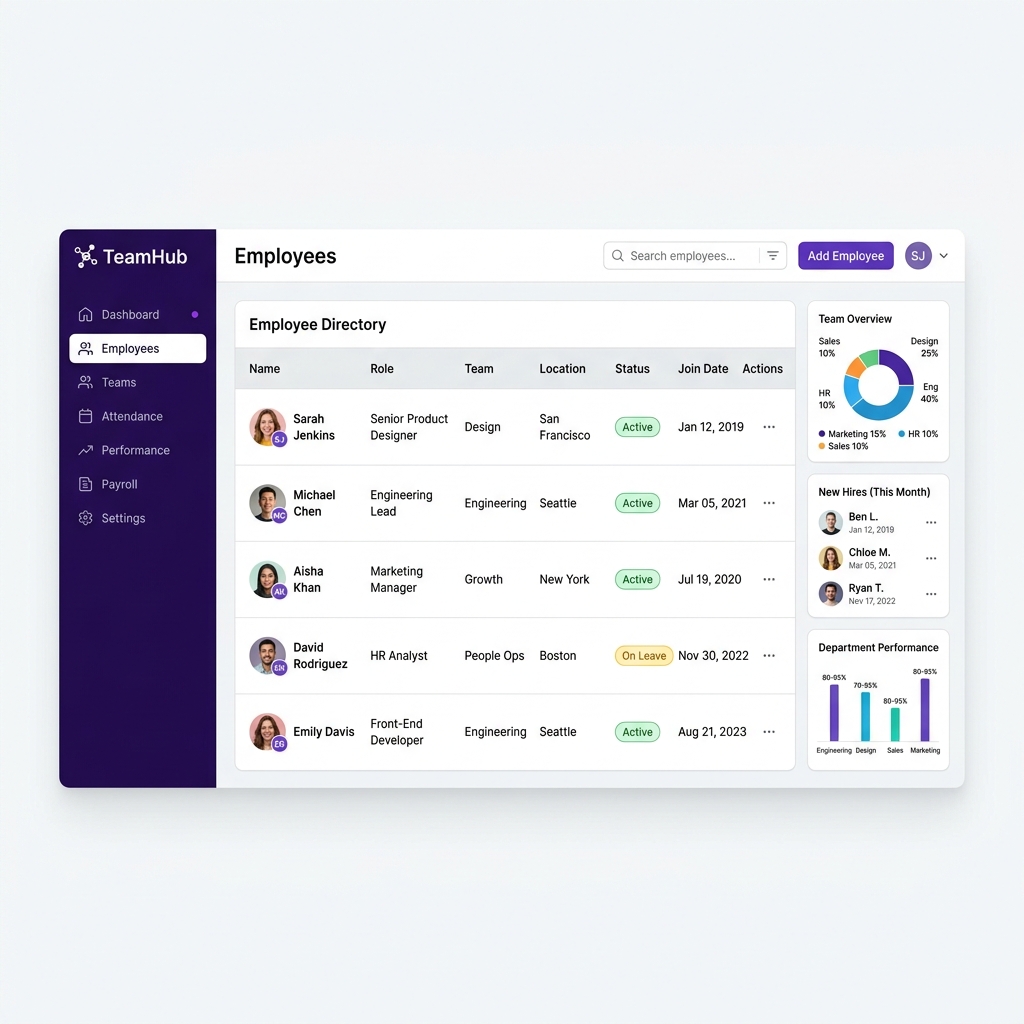 TeamHub
Dashboard
Employees
Teams
Attendance
Performance
Payroll
Settings
Employees
Search employees...
Add Employee
SJ
Employee Directory
Name Role Team Location Status Join Date Actions
Sarah
Jenkins
SJ
Senior Product
Designer
Design
San
Francisco
Active
Jan 12, 2019
Michael
Chen
MC
Engineering
Lead
Engineering
Seattle
Active
Mar 05, 2021
Aisha
Khan
AK
Marketing
Manager
Growth
New York
Active
Jul 19, 2020
David
Rodriguez
HR Analyst
People Ops
Boston
On Leave
Nov 30, 2022
Emily Davis
Front-End
Developer
Engineering
Seattle
Active
Aug 21, 2023
Team Overview
Sales
10%
Design
25%
HR
10%
Eng
40%
Marketing 15% HR 10%
Sales 10%
New Hires (This Month)
Ben L.
Jan 12, 2019
Chloe M.
Mar 05, 2021
Ryan T.
Nev 17, 2022
Department Performance
80-95% 70-95% 80-95% 80-95%
Engineering Design Sales Marketing